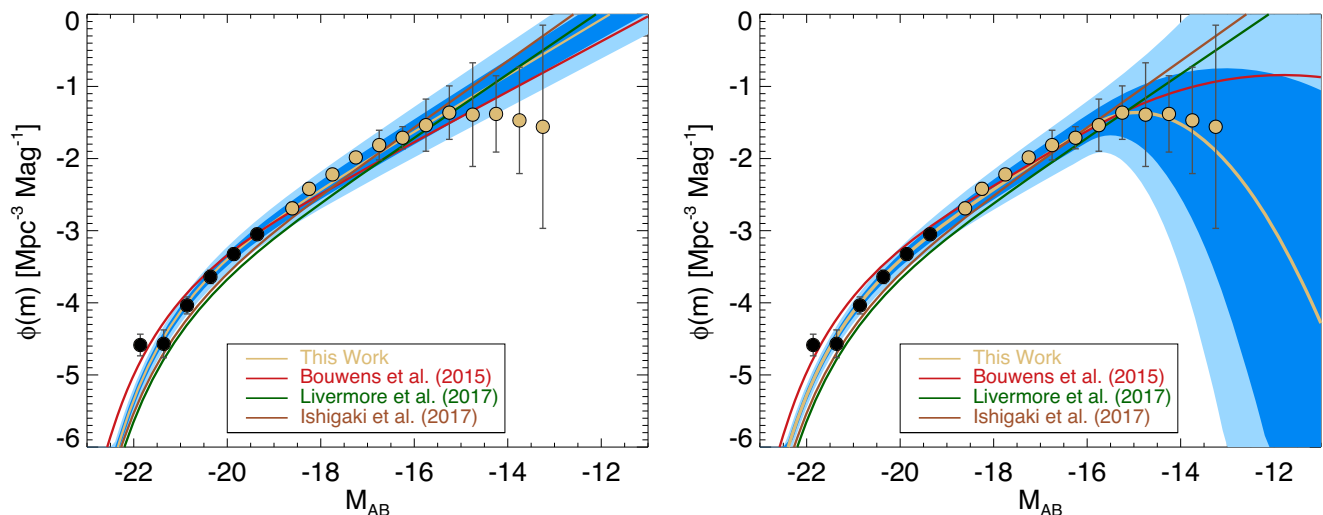 0
-1
-2
-3
-4
-5
-6
ϕ(m) [Mpc⁻³ Mag⁻¹]
-22 -20 -18 -16 -14 -12
M_AB
This Work
Bouwens et al. (2015)
Livermore et al. (2017)
Ishigaki et al. (2017)
0
-1
-2
-3
-4
-5
-6
ϕ(m) [Mpc⁻³ Mag⁻¹]
-22 -20 -18 -16 -14 -12
M_AB
This Work
Bouwens et al. (2015)
Livermore et al. (2017)
Ishigaki et al. (2017)